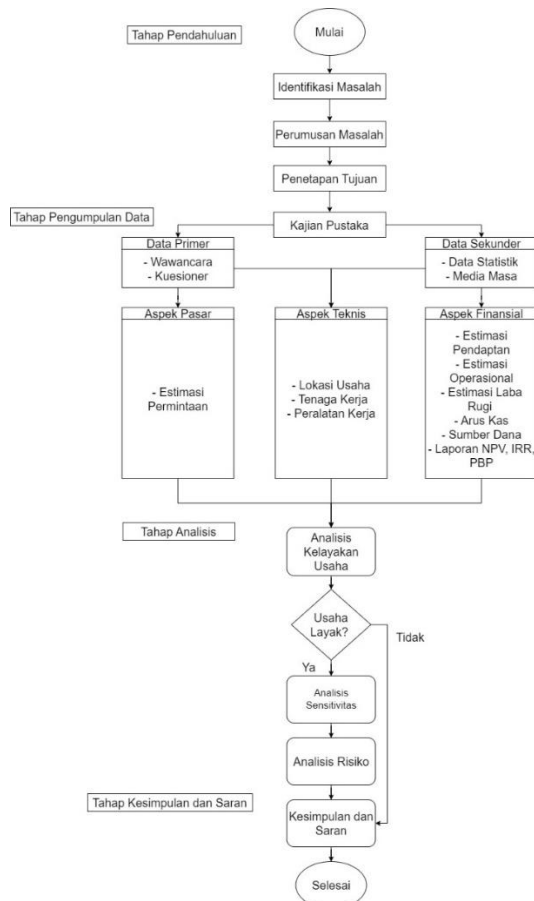 Tahap Pendahuluan
Mulai
Identifikasi Masalah
Perumusan Masalah
Penetapan Tujuan
Tahap Pengumpulan Data
Kajian Pustaka
Data Primer
- Wawancara
- Kuesioner
Data Sekunder
- Data Statistik
- Media Masa
Aspek Pasar
- Estimasi
Permintaan
Aspek Teknis
- Lokasi Usaha
- Tenaga Kerja
- Peralatan Kerja
Aspek Finansial
- Estimasi
Pendaptan
- Estimasi
Operasional
- Estimasi Laba
Rugi
- Arus Kas
- Sumber Dana
- Laporan NPV, IRR,
PBP
Tahap Analisis
Analisis
Kelayakan
Usaha
Usaha
Layak?
Tidak
Ya
Analisis
Sensitivitas
Analisis Risiko
Tahap Kesimpulan dan Saran
Kesimpulan dan
Saran
Selesai